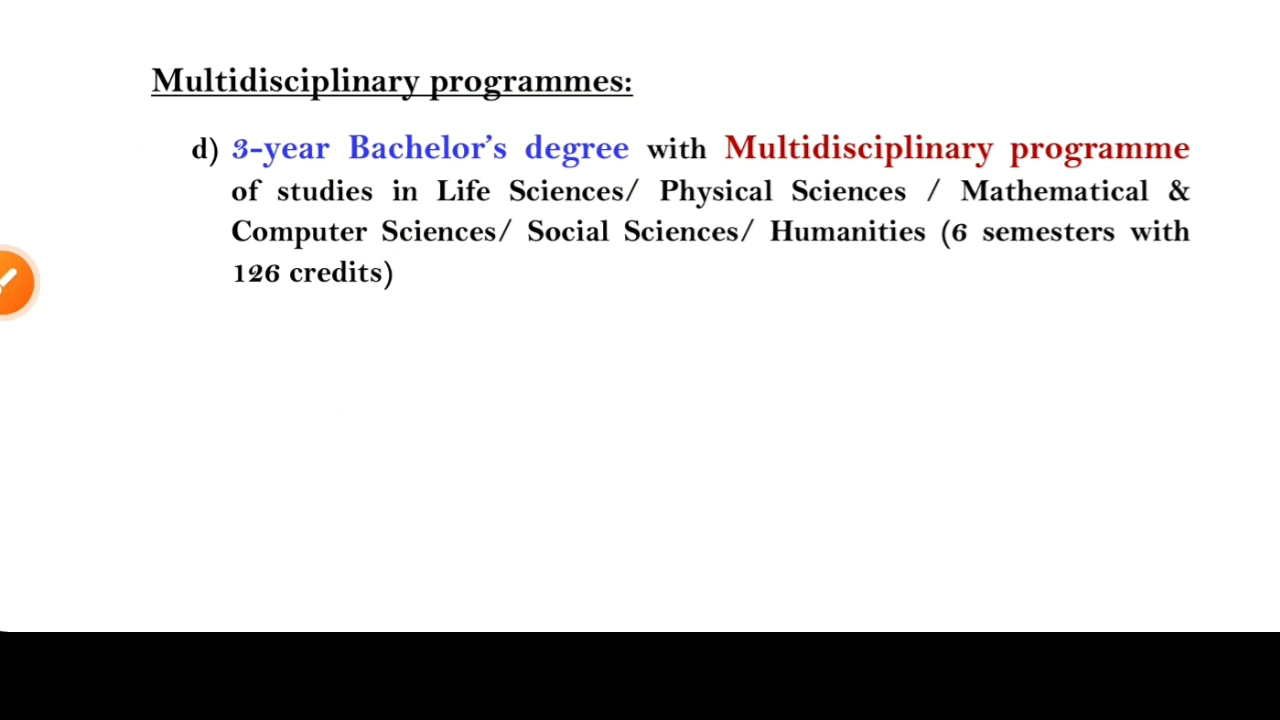 Multidisciplinary programmes:
d) 3-year Bachelor’s degree with Multidisciplinary programme
of studies in Life Sciences/ Physical Sciences / Mathematical &
Computer Sciences/ Social Sciences/ Humanities (6 semesters with
126 credits)